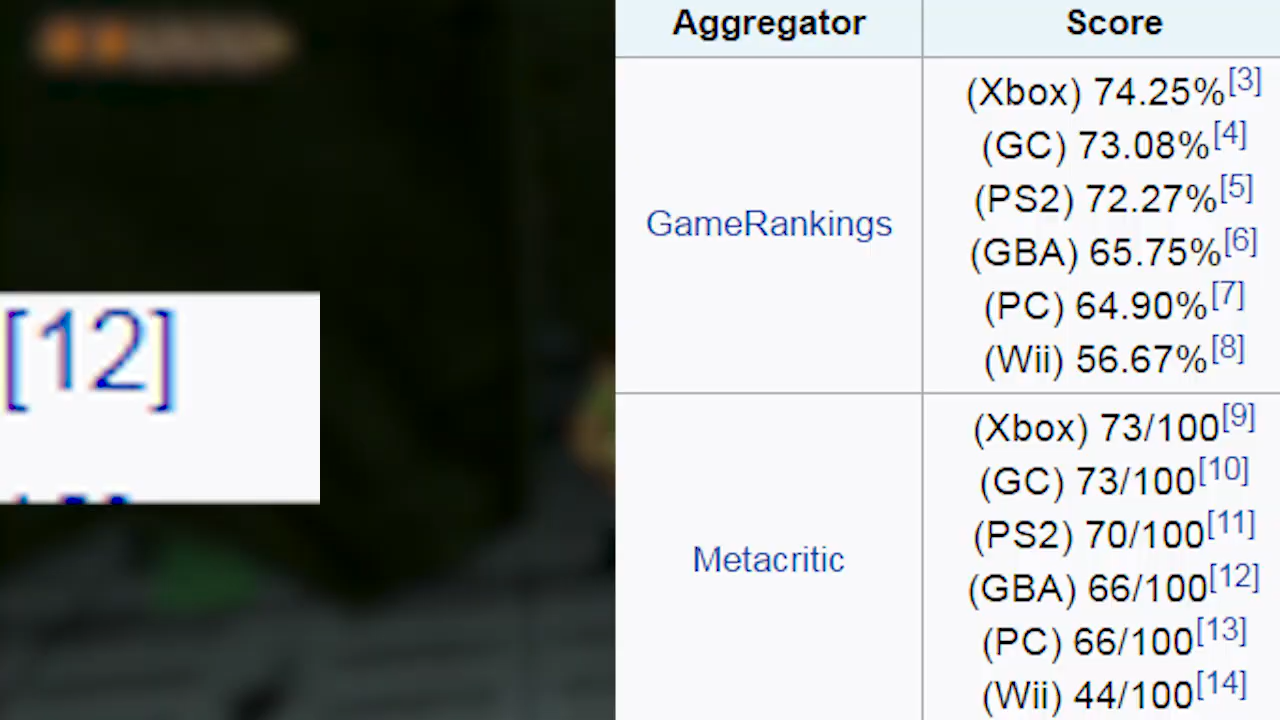 [12]
Aggregator Score
GameRankings
(Xbox) 74.25%[3]
(GC) 73.08%[4]
(PS2) 72.27%[5]
(GBA) 65.75%[6]
(PC) 64.90%[7]
(Wii) 56.67%[8]
Metacritic
(Xbox) 73/100[9]
(GC) 73/100[10]
(PS2) 70/100[11]
(GBA) 66/100[12]
(PC) 66/100[13]
(Wii) 44/100[14]